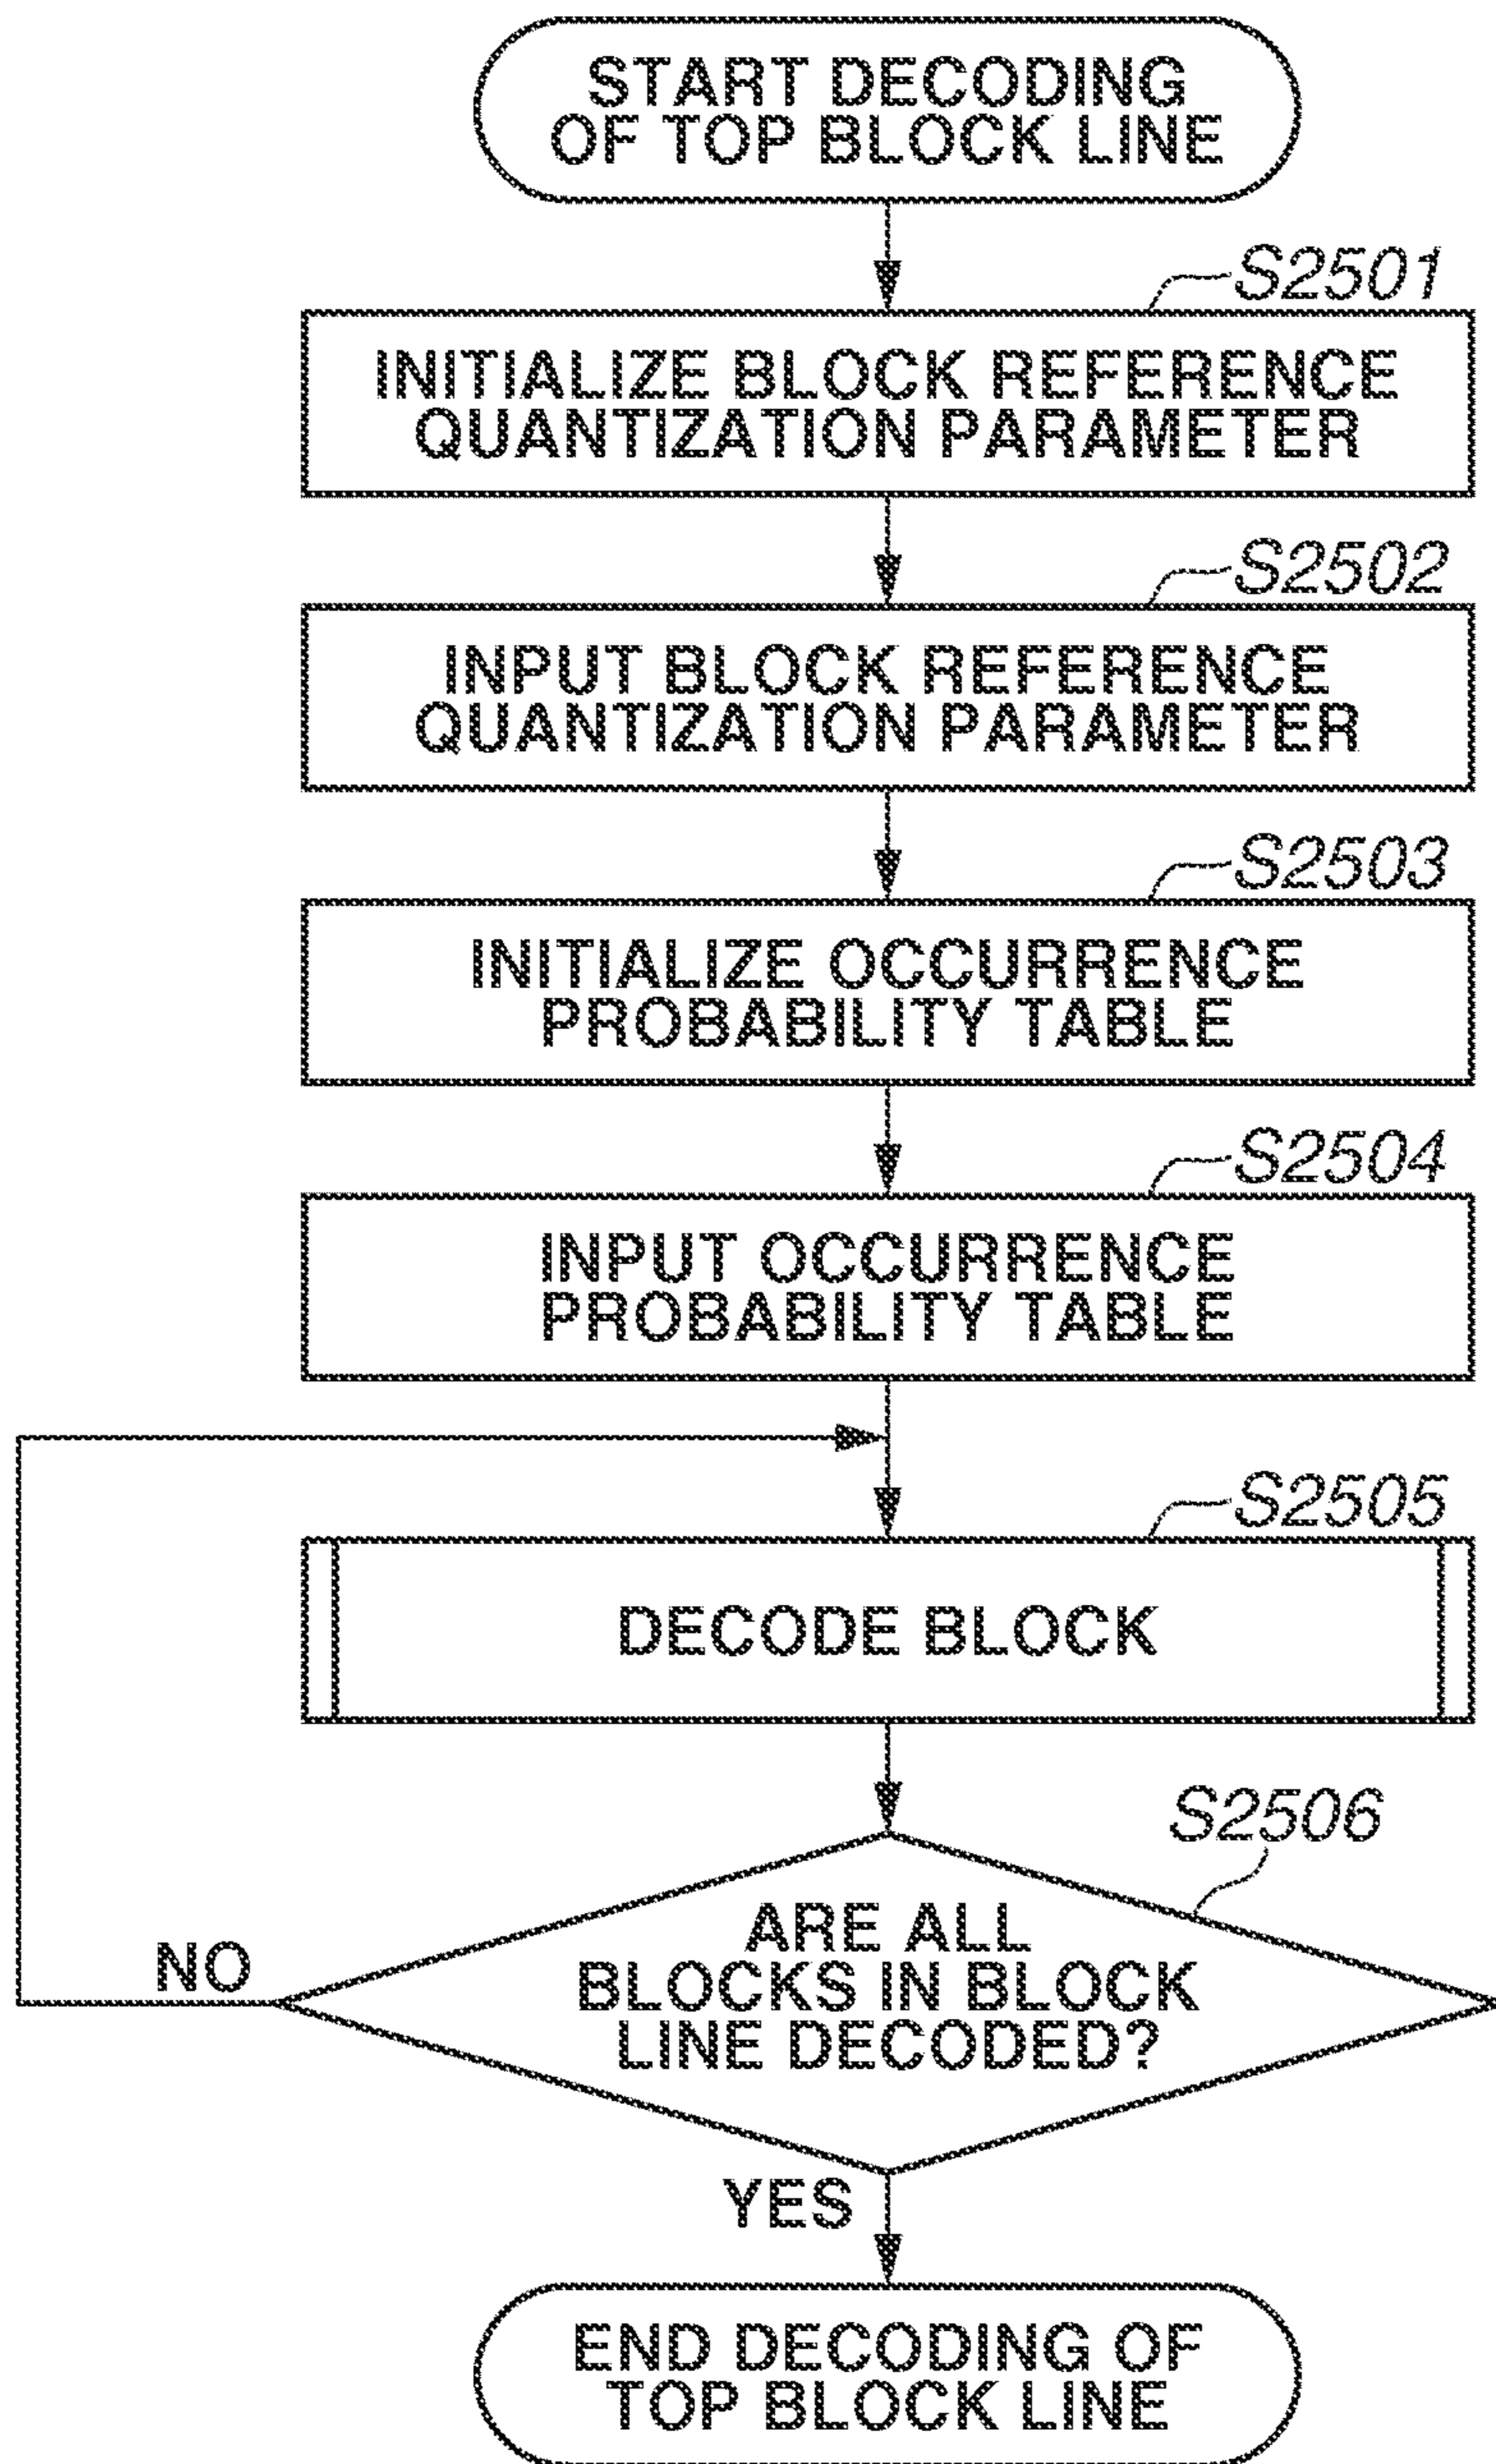 START DECODING
OF TOP BLOCK LINE
S2501
INITIALIZE BLOCK REFERENCE
QUANTIZATION PARAMETER
S2502
INPUT BLOCK REFERENCE
QUANTIZATION PARAMETER
S2503
INITIALIZE OCCURRENCE
PROBABILITY TABLE
S2504
INPUT OCCURRENCE
PROBABILITY TABLE
S2505
DECODE BLOCK
S2506
ARE ALL
BLOCKS IN BLOCK
LINE DECODED?
NO
YES
END DECODING OF
TOP BLOCK LINE